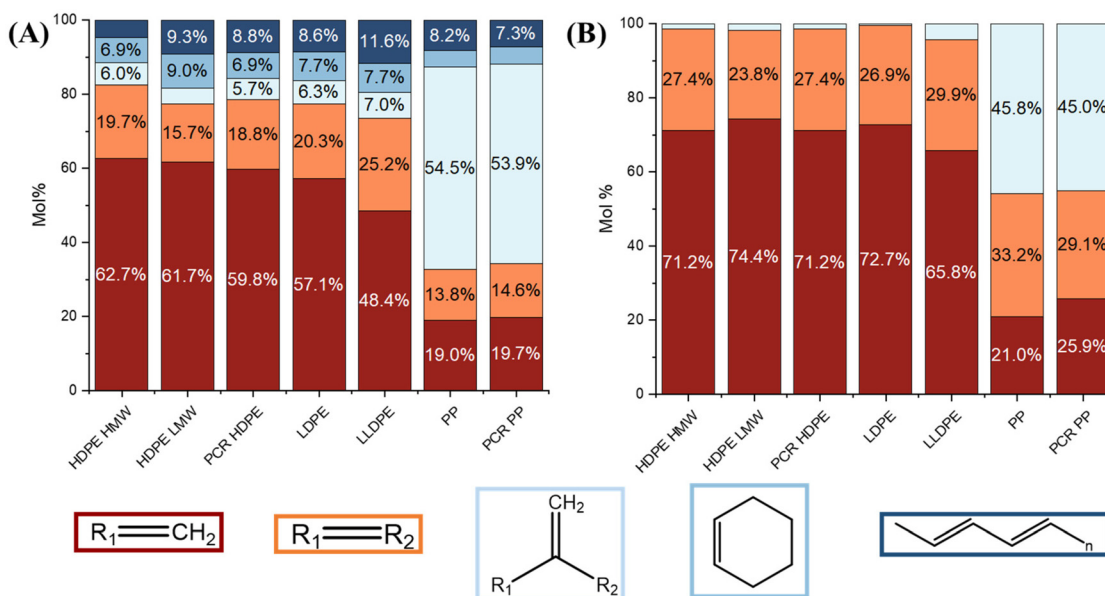 (A)
Mol%
100
80
60
40
20
0
6.9%
6.0%
19.7%
62.7%
9.3%
9.0%
15.7%
61.7%
8.8%
6.9%
5.7%
18.8%
59.8%
8.6%
7.7%
6.3%
20.3%
57.1%
11.6%
7.7%
7.0%
25.2%
48.4%
8.2%
54.5%
13.8%
19.0%
7.3%
53.9%
14.6%
19.7%
HDPE HMW
HDPE LMW
PCR HDPE
LDPE
LLDPE
PP
PCR PP
(B)
Mol %
100
80
60
40
20
0
27.4%
71.2%
23.8%
74.4%
27.4%
71.2%
26.9%
72.7%
29.9%
65.8%
45.8%
33.2%
21.0%
45.0%
29.1%
25.9%
HDPE HMW
HDPE LMW
PCR HDPE
LDPE
LLDPE
PP
PCR PP
R₁ CH₂
R₁ R₂
CH₂
R₁ R₂
n